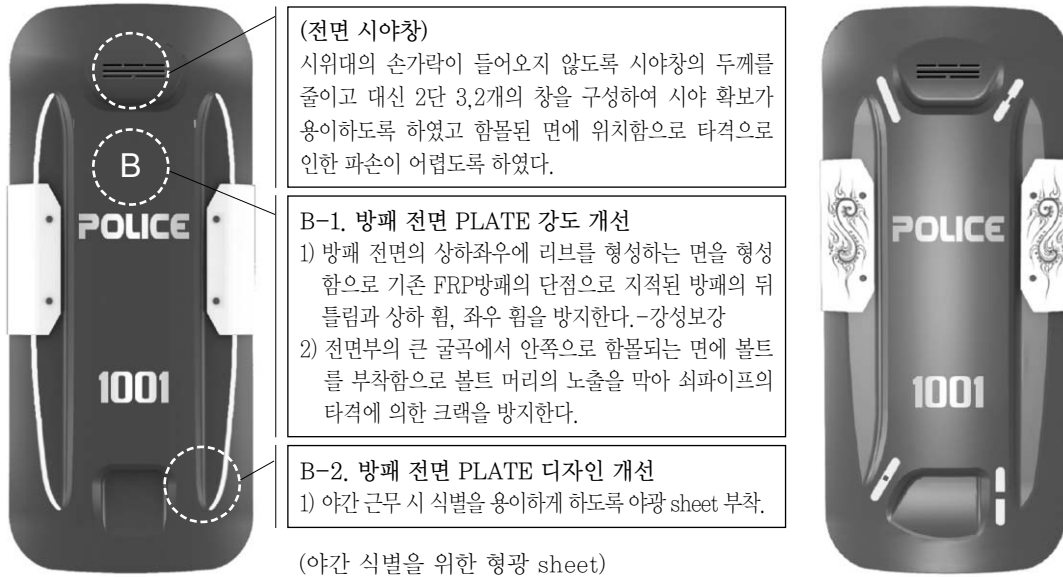 (전면 시야창)
시위대의 손가락이 들어오지 않도록 시야창의 두께를
줄이고 대신 2단 3,2개의 창을 구성하여 시야 확보가
용이하도록 하였고 함몰된 면에 위치함으로 타격으로
인한 파손이 어렵도록 하였다.
B
POLICE
1001
B-1. 방패 전면 PLATE 강도 개선
1) 방패 전면의 상하좌우에 리브를 형성하는 면을 형성
함으로 기존 FRP방패의 단점으로 지적된 방패의 뒤
틀림과 상하 휨, 좌우 휨을 방지한다.-강성보강
2) 전면부의 큰 굴곡에서 안쪽으로 함몰되는 면에 볼트
를 부착함으로 볼트 머리의 노출을 막아 쇠파이프의
타격에 의한 크랙을 방지한다.
B-2. 방패 전면 PLATE 디자인 개선
1) 야간 근무 시 식별을 용이하게 하도록 야광 sheet 부착.
(야간 식별을 위한 형광 sheet)
POLICE
1001